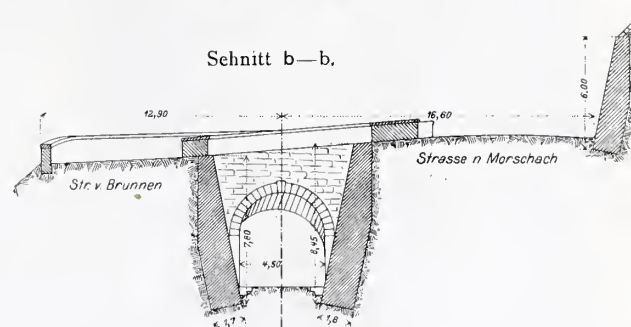 Schnitt b—b.
12,90
16,60
6,00
Str. v. Brunnen
Strasse n Morschach
7,80
8,45
4,50
1,7
1,8